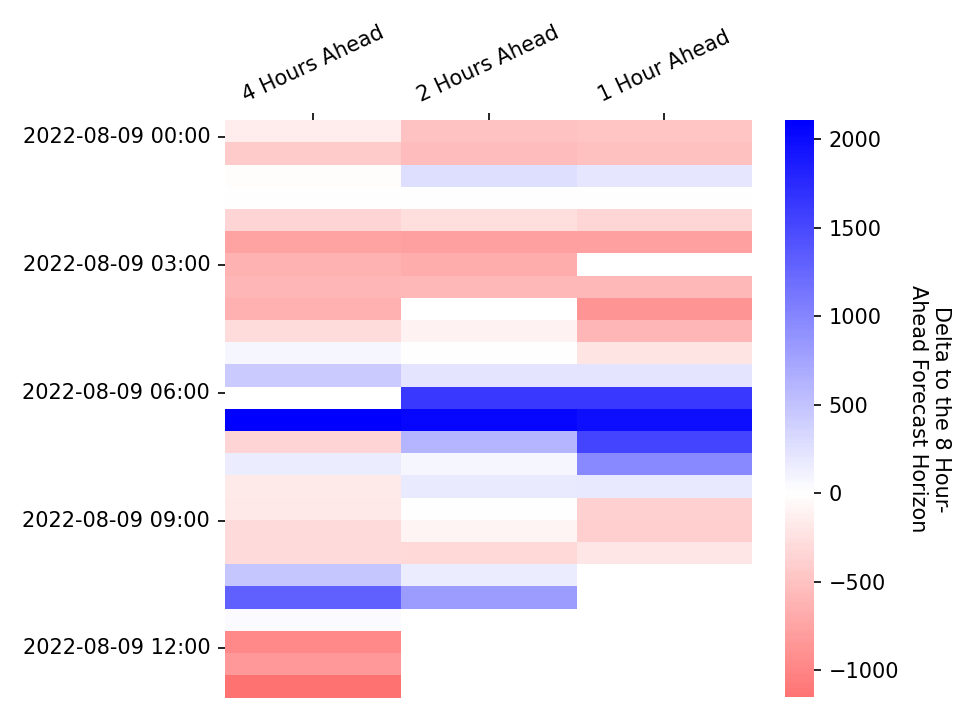 4 Hours Ahead
2 Hours Ahead
1 Hour Ahead
2022-08-09 00:00
2022-08-09 03:00
2022-08-09 06:00
2022-08-09 09:00
2022-08-09 12:00
2000
1500
1000
500
0
−500
−1000
Delta to the 8 Hour-
Ahead Forecast Horizon